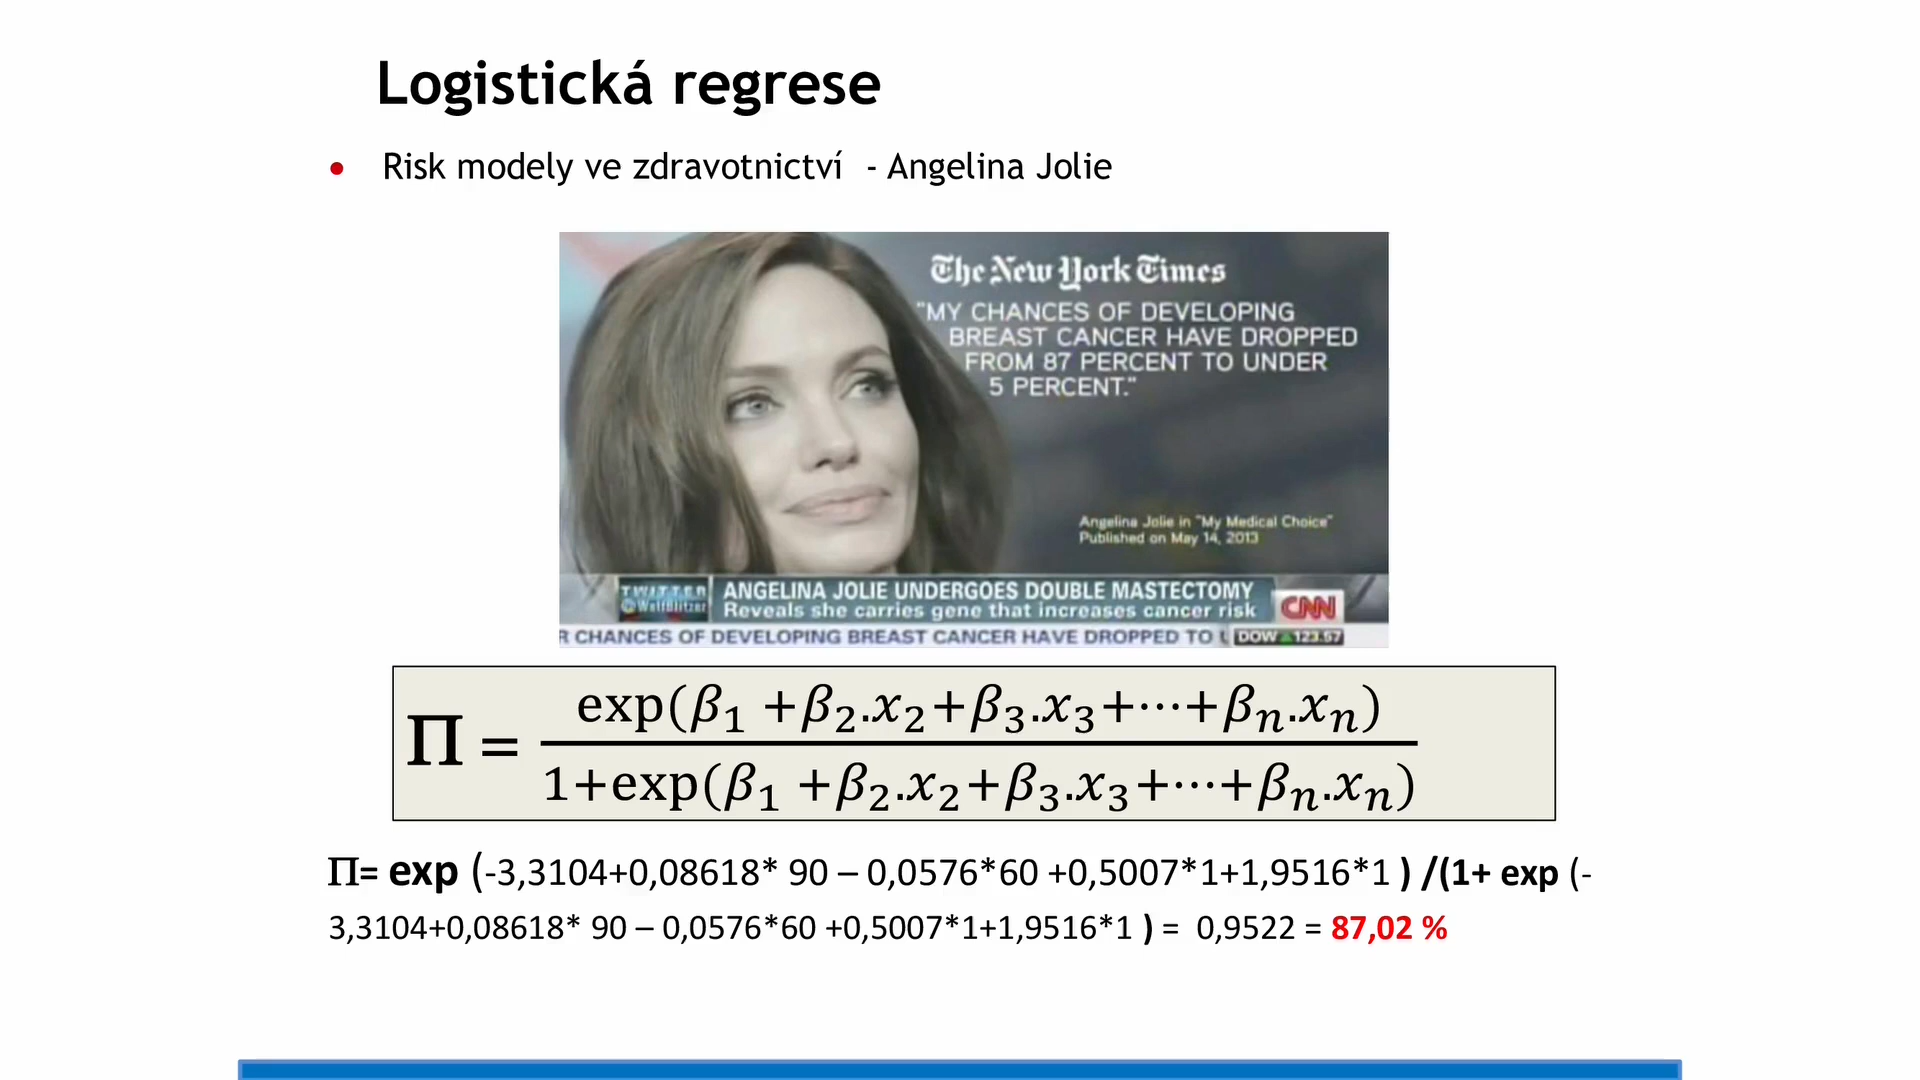 Logistická regrese
• Risk modely ve zdravotnictví - Angelina Jolie
The New York Times
"MY CHANCES OF DEVELOPING
BREAST CANCER HAVE DROPPED
FROM 87 PERCENT TO UNDER
5 PERCENT."
Angelina Jolie in "My Medical Choice"
Published on May 14, 2013
TWITTER
@WolfBlitzer
ANGELINA JOLIE UNDERGOES DOUBLE MASTECTOMY
Reveals she carries gene that increases cancer risk
CNN
R CHANCES OF DEVELOPING BREAST CANCER HAVE DROPPED TO
DOW ▲ 123.57
Π = exp(β₁ +β₂.x₂+β₃.x₃+⋯+βₙ.xₙ)
1+exp(β₁ +β₂.x₂+β₃.x₃+⋯+βₙ.xₙ)
Π= exp (-3,3104+0,08618* 90 – 0,0576*60 +0,5007*1+1,9516*1 ) /(1+ exp (-
3,3104+0,08618* 90 – 0,0576*60 +0,5007*1+1,9516*1 ) = 0,9522 = 87,02 %